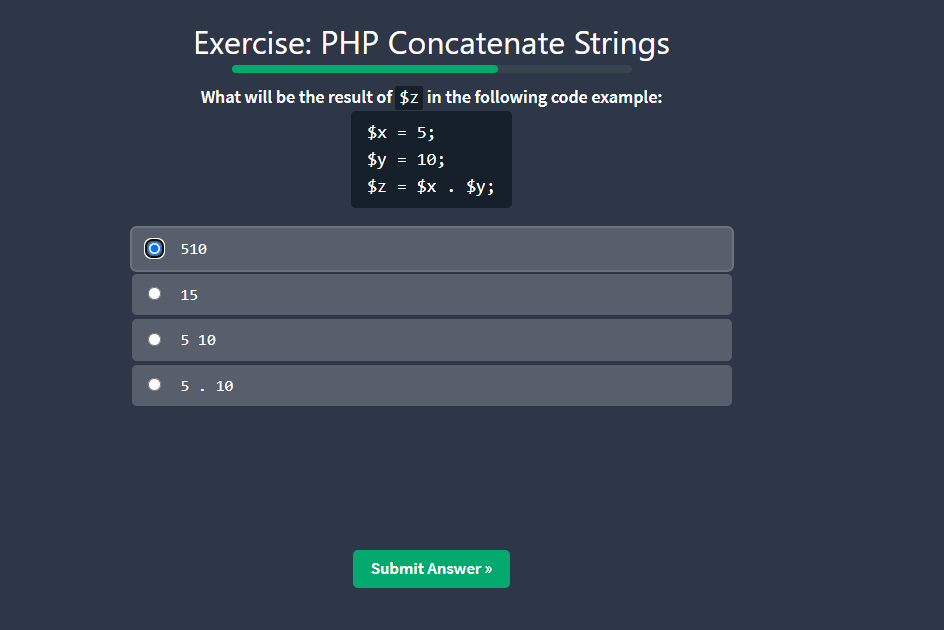 Exercise: PHP Concatenate Strings
What will be the result of $z in the following code example:
$x = 5;
$y = 10;
$z = $x . $y;
510
15
5 10
5 . 10
Submit Answer »